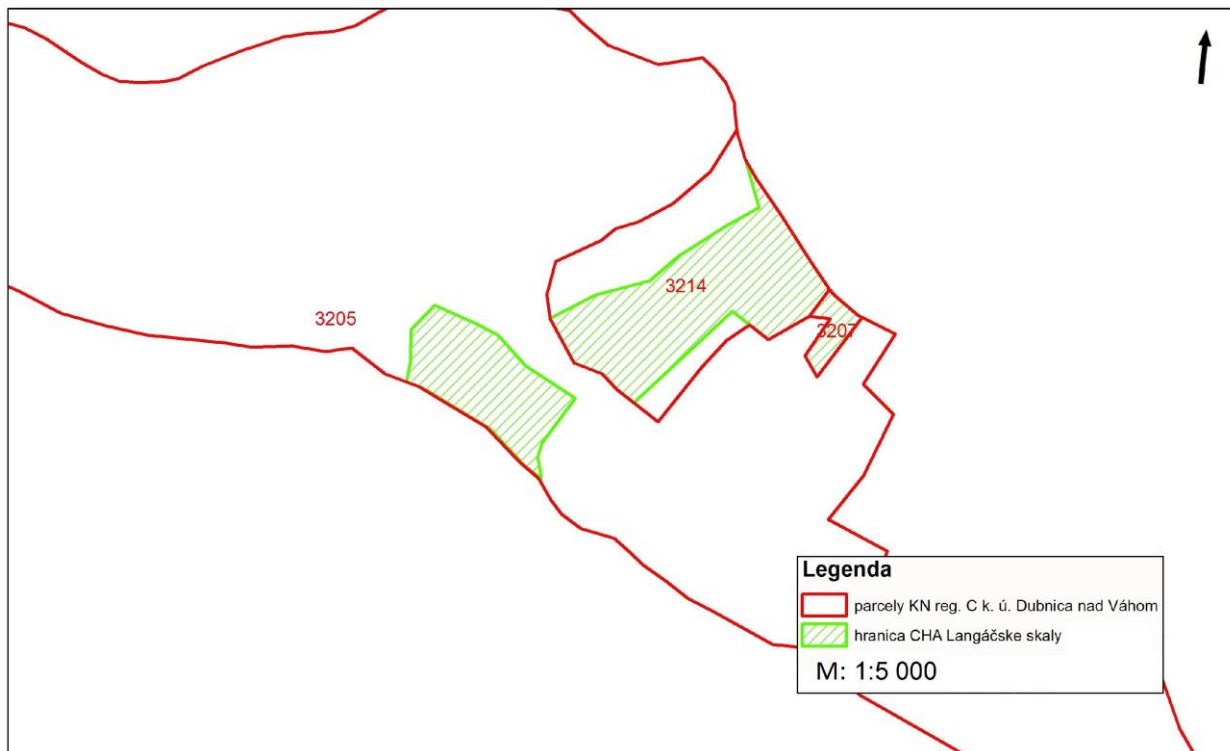 3214
3205
3207
Legenda
parcely KN reg. C k. ú. Dubnica nad Váhom
hranica CHA Langáčske skaly
M: 1:5 000